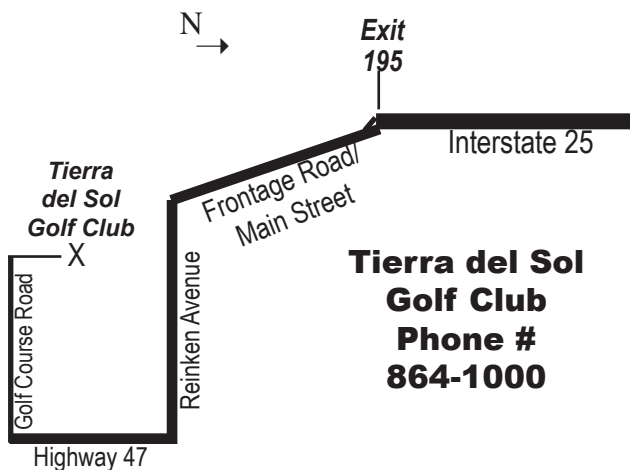 N
Exit
195
Interstate 25
Frontage Road/
Main Street
Tierra
del Sol
Golf Club
X
Golf Course Road
Reinken Avenue
Highway 47
Tierra del Sol
Golf Club
Phone #
864-1000